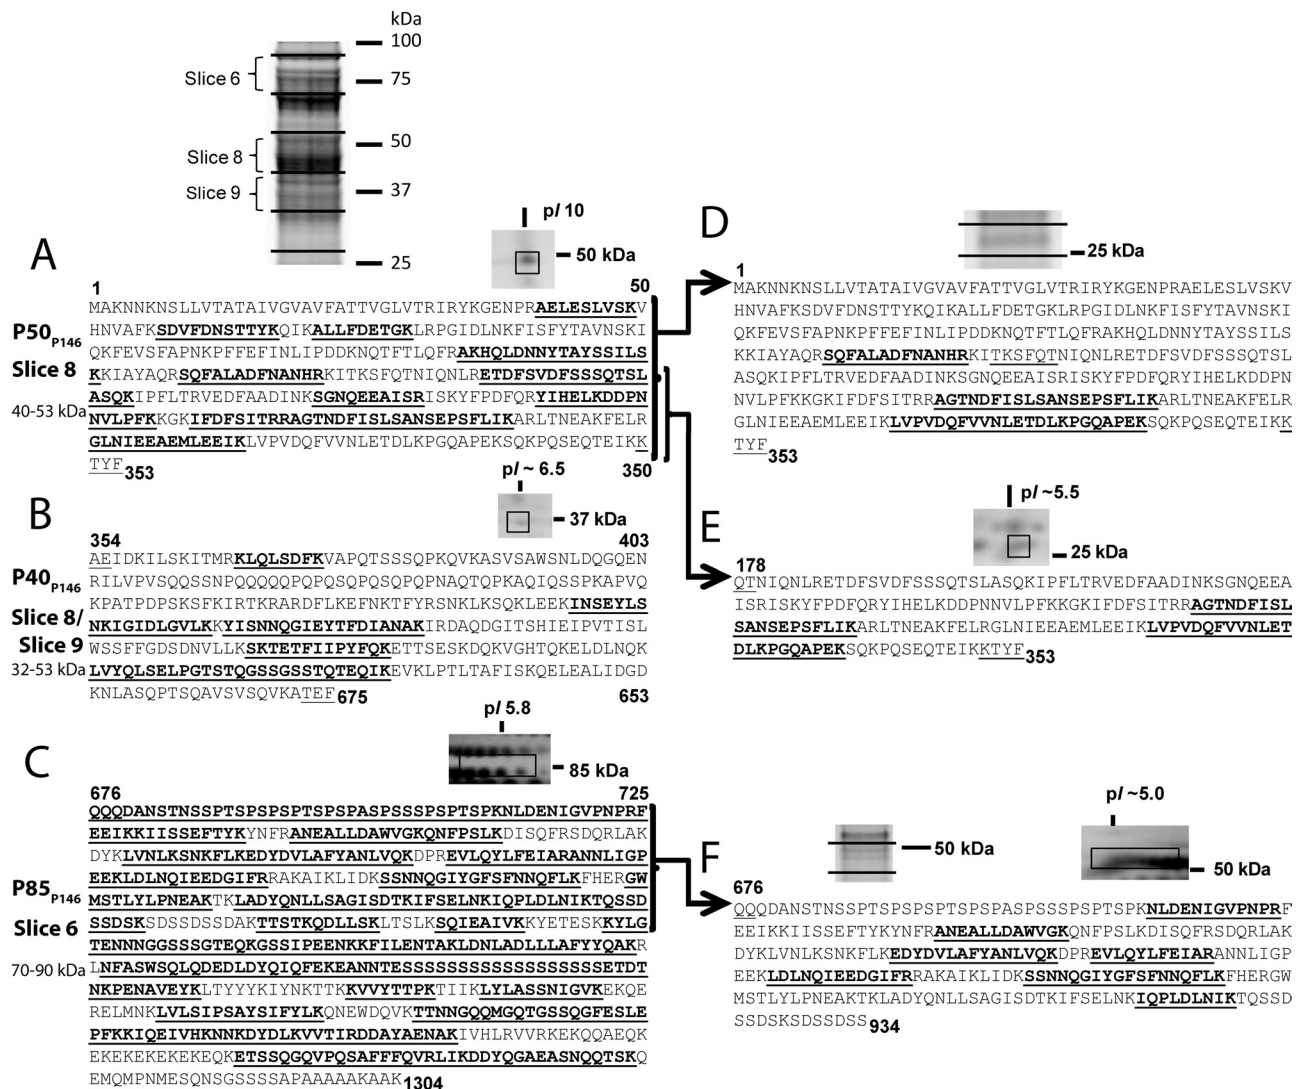 kDa
100
Slice 6
75
50
Slice 8
Slice 9
37
25
A
pI 10
50 kDa
1 50
MAKNNKNSLLVTATAIVGVAVFATTVGLVTRIRYKGENPRAELESLVSKV
HNVAFKSDVFDNSTTYKQIKALLFDETGKLRPGIDLNKFISFYTAVNSKI
P50P146
QKFEVSFAPNKPFFEFINLIPDDKNQTFTLQFRAKHQLDNNYTAYSSILS
Slice 8
KKIAYAQRSQFALADFNANHRKITKSFQTNIQNLRETDFSVDFSSSQTSL
ASQKIPFLTRVEDFAADINKSGNQEEAISRISKYFPDFQRYIHELKDDPN
40-53 kDa
NVLPFKKGKIFDFSITRRAGTNDFISLSANSEPSFLIKARLTNEAKFELR
GLNIEEAEMLEEIKLVPVDQFVVNLETDLKPGQAPEKSQKPQSEQTEIKK
TYF353 350
B
pI ~ 6.5
37 kDa
354 403
AEIDKILSKITMRKLQLSDFKVAPQTSSSQPKQVKASVSAWSNLDQGQEN
P40P146
RILVPVSQQSSNPQQQQQPQPQSQPQSQPQPNAQTQPKAQIQSSPKAPVQ
KPATPDPSKSFKIRTKRARDFLKEFNKTFYRSNKLKSQKLEEKINSEYLS
Slice 8/
NKIGIDLGVLKKYISNNQGIEYTFDIANAKIRDAQDGITSHIEIPVTISL
Slice 9
WSSFFGDSDNVLLKSKTETFIIPYFQKETTSESKDQKVGHTQKELDLNQK
32-53 kDa
LVYQLSELPGTSTQGSSGSSTQTEQIKEVKLPTLTAFISKQELEALIDGD
KNLASQPTSQAVSVSQVKATEF675 653
C
pI 5.8
85 kDa
676 725
QQQDANSTNSSPTSPSPSPTSPSPASPSSSPSPTSPKNLDENIGVPNPRF
EEIKKIISSEFTYKYNFRANEALLDAWVGKQNFPSLKDISQFRSDQRLAK
DYKLVNLKSNKFLKEDYDVLAFYANLVQKDPREVLQYLFEIARANNLIGP
EEKLDLNQIEEDGIFRRAKAIKLIDKSSNNQGIYGFSFNNQFLKFHERGW
P85P146
MSTLYLPNEAKTKLADYQNLLSAGISDTKIFSELNKIQPLDLNIKTQSSD
Slice 6
SSDSKSDSSDSSDAKTTSTKQDLLSKLTSLKSQIEAIVKKYETESKKYLG
TENNNGGSSSGTEQKGSSIPEENKKFILENTAKLDNLADLLLAFYYQAKR
70-90 kDa
LNFASWSQLQDEDLDYQIQFEKEANNTESSKSSSSSSSSSSSSSSSETDT
NKPENAVEYKLTYYYKIYNKTTKKVVYTTPKTIIKLYLASSNIGVKEKQE
RELMNKLVLSIPSAYSIFYLKQNEWDQVKTTNNGQQMGQTGSSQGFESLE
PFKKIQEIVHKNNKDYDLKVVTIRDDAYAENAKIVHLRVVRKEKQQAEQK
EKEKEKEKEKEQKETSSQGQVPQSAFFFQVRLIKDDYQGAEASNQQTSKQ
EMQMPNMESQNSGSSSSAPAAAAAKAAK1304
D
25 kDa
1
MAKNNKNSLLVTATAIVGVAVFATTVGLVTRIRYKGENPRAELESLVSKV
HNVAFKSDVFDNSTTYKQIKALLFDETGKLRPGIDLNKFISFYTAVNSKI
QKFEVSFAPNKPFFEFINLIPDDKNQTFTLQFRAKHQLDNNYTAYSSILS
KKIAYAQRSQFALADFNANHRKITKSFQTNIQNLRETDFSVDFSSSQTSL
ASQKIPFLTRVEDFAADINKSGNQEEAISRISKYFPDFQRYIHELKDDPN
NVLPFKKGKIFDFSITRRAGTNDFISLSANSEPSFLIKARLTNEAKFELR
GLNIEEAEMLEEIKLVPVDQFVVNLETDLKPGQAPEKSQKPQSEQTEIKK
TYF353
E
pI ~5.5
25 kDa
178
QTNIQNLRETDFSVDFSSSQTSLASQKIPFLTRVEDFAADINKSGNQEEA
ISRISKYFPDFQRYIHELKDDPNNVLPFKKGKIFDFSITRRAGTNDFISL
SANSEPSFLIKARLTNEAKFELRGLNIEEAEMLEEIKLVPVDQFVVNLET
DLKPGQAPEKSQKPQSEQTEIKKTYF353
F
50 kDa
pI ~5.0
50 kDa
676
QQQDANSTNSSPTSPSPSPTSPSPASPSSSPSPTSPKNLDENIGVPNPRF
EEIKKIISSEFTYKYNFRANEALLDAWVGKQNFPSLKDISQFRSDQRLAK
DYKLVNLKSNKFLKEDYDVLAFYANLVQKDPREVLQYLFEIARANNLIGP
EEKLDLNQIEEDGIFRRAKAIKLIDKSSNNQGIYGFSFNNQFLKFHERGW
MSTLYLPNEAKTKLADYQNLLSAGISDTKIFSELNKIQPLDLNIKTQSSD
SSDSKSDSSDSS934